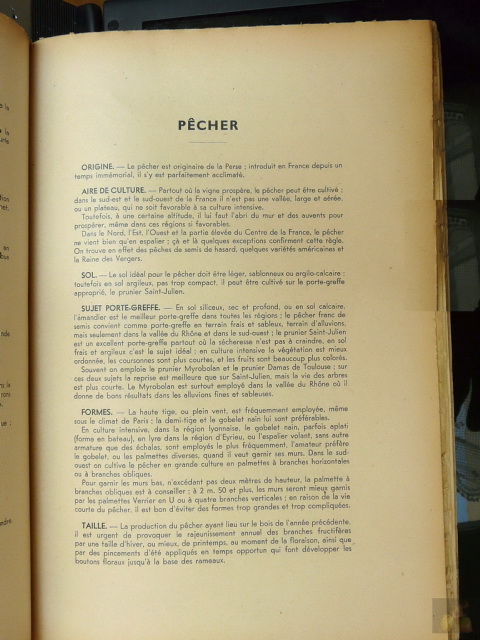 PÊCHER
ORIGINE. — Le pêcher est originaire de la Perse ; introduit en France depuis un
temps immémorial, il s'y est parfaitement acclimaté.
AIRE DE CULTURE. — Partout où la vigne prospère, le pêcher peut être cultivé :
dans le sud-est et le sud-ouest de la France il n'est pas une vallée, large et aérée,
ou un plateau, qui ne soit favorable à sa culture intensive.
Toutefois, à une certaine altitude, il lui faut l'abri du mur et des auvents pour
prospérer, même dans ces régions si favorables.
Dans le Nord, l'Est, l'Ouest et la partie élevée du Centre de la France, le pêcher
ne vient bien qu'en espalier ; çà et là quelques exceptions confirment cette règle.
On trouve en effet des pêches de semis de hasard, quelques variétés américaines et
la Reine des Vergers.
SOL. — Le sol idéal pour le pêcher doit être léger, sablonneux ou argilo-calcaire ;
toutefois en sol argileux, pas trop compact, il peut être cultivé sur le porte-greffe
approprié, le prunier Saint-Julien.
SUJET PORTE-GREFFE. — En sol siliceux, sec et profond, ou en sol calcaire,
l'amandier est le meilleur porte-greffe dans toutes les régions ; le pêcher franc de
semis convient comme porte-greffe en terrain frais et sableux, terrain d'alluvions,
mais seulement dans la vallée du Rhône et dans le sud-ouest ; le prunier Saint-Julien
est un excellent porte-greffe partout où la sécheresse n'est pas à craindre, en sol
frais et argileux c'est le sujet idéal ; en culture intensive la végétation est mieux
ordonnée, les coursonnes sont plus courtes, et les fruits sont beaucoup plus colorés.
Souvent on emploie le prunier Myrobolan et le prunier Damas de Toulouse ; sur
ces deux sujets la reprise est meilleure que sur Saint-Julien, mais la vie des arbres
est plus courte. Le Myrobolan est surtout employé dans la vallée du Rhône où il
donne de bons résultats dans les alluvions fines et sableuses.
FORMES. — La haute tige, ou plein vent, est fréquemment employée, même
sous le climat de Paris ; la demi-tige et le gobelet nain lui sont préférables.
En culture intensive, dans la région lyonnaise, le gobelet nain, parfois aplati
(forme en bateau), en lyre dans la région d'Eyrieu, ou l'espalier volant, sans autre
armature que des échalas, sont employés le plus fréquemment, l'amateur préfère
le gobelet, ou les palmettes diverses, quand il veut garnir ses murs. Dans le sud-
ouest on cultive le pêcher en grande culture en palmettes à branches horizontales
ou à branches obliques.
Pour garnir les murs bas, n'excédant pas deux mètres de hauteur, la palmette à
branches obliques est à conseiller ; à 2 m. 50 et plus, les murs seront mieux garnis
par les palmettes Verrier en U ou à quatre branches verticales ; en raison de la vie
courte du pêcher, il est bon d'éviter des formes trop grandes et trop compliquées.
TAILLE. — La production du pêcher ayant lieu sur le bois de l'année précédente,
il est urgent de provoquer le rajeunissement annuel des branches fructifères
par une taille d'hiver, ou mieux, de printemps, au moment de la floraison, ainsi que
par des pincements d'été appliqués en temps opportun qui font développer les
boutons floraux jusqu'à la base des rameaux.